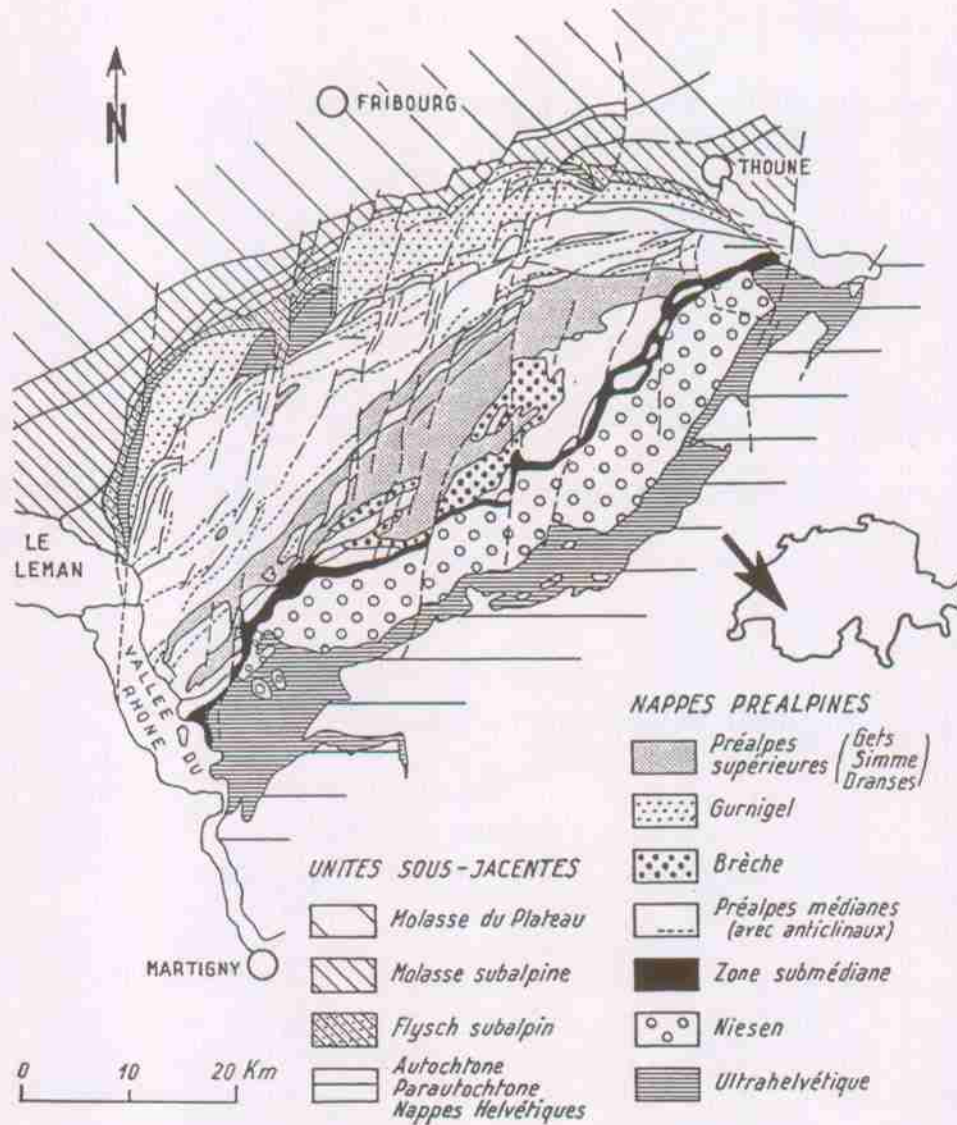 N
FRIBOURG
THOUNE
LE
LEMAN
VALLEE DU
RHONE
MARTIGNY
0 10 20 Km
UNITES SOUS-JACENTES
Molasse du Plateau
Molasse subalpine
Flysch subalpin
Autochtone
Parautochtone
Nappes Helvétiques
NAPPES PREALPINES
Préalpes
supérieures
(Gets
Simme
Dranses)
Gurnigel
Brèche
Préalpes médianes
(avec anticlinaux)
Zone submédiane
Niesen
Ultrahelvétique